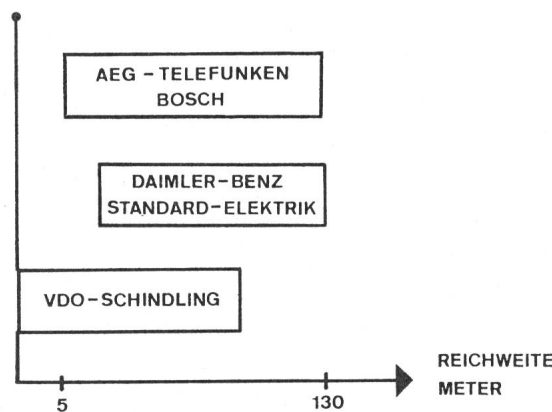 AEG-TELEFUNKEN
BOSCH
DAIMLER-BENZ
STANDARD-ELEKTRIK
VDO-SCHINDLING
5
130
REICHWEITE
METER